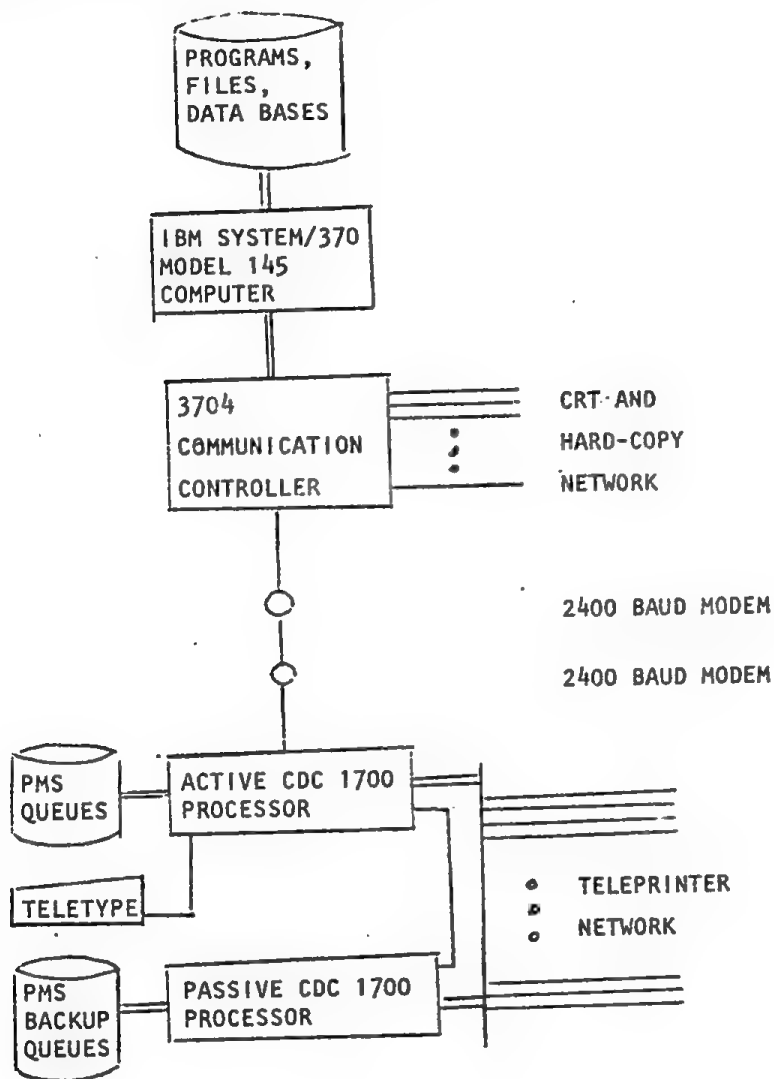 PROGRAMS,
FILES,
DATA BASES
IBM SYSTEM/370
MODEL 145
COMPUTER
3704
COMMUNICATION
CONTROLLER
CRT AND
HARD-COPY
NETWORK
2400 BAUD MODEM
2400 BAUD MODEM
PMS
QUEUES
ACTIVE CDC 1700
PROCESSOR
TELETYPE
TELEPRINTER
NETWORK
PMS
BACKUP
QUEUES
PASSIVE CDC 1700
PROCESSOR